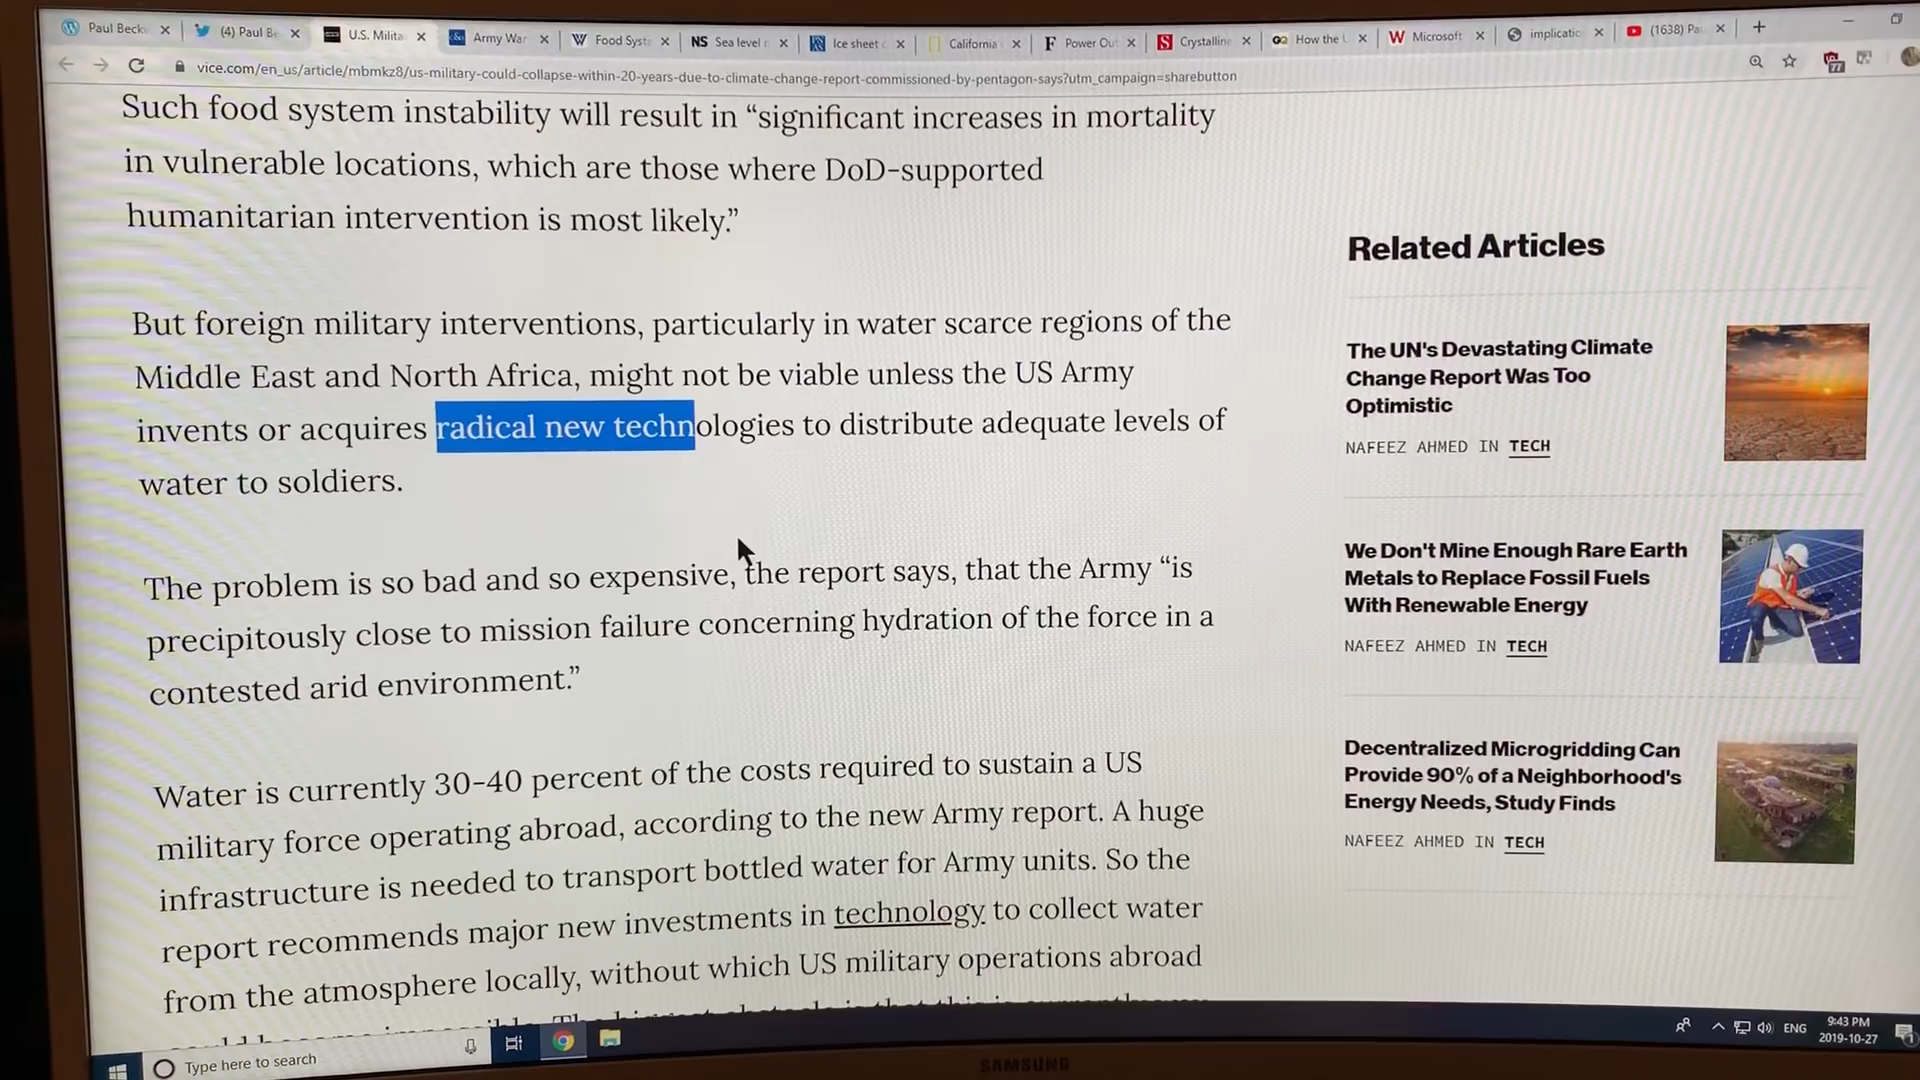 Paul Beck
(4) Paul Be
U.S. Milita
Army War
Food Syst
NS Sea level r
Ice sheet c
California
F Power Out
S Crystalline
GQ How the
W Microsoft
implicatio
(1638) Pa
vice.com/en_us/article/mbmkz8/us-military-could-collapse-within-20-years-due-to-climate-change-report-commissioned-by-pentagon-says?utm_campaign=sharebutton
77
Such food system instability will result in “significant increases in mortality
in vulnerable locations, which are those where DoD-supported
humanitarian intervention is most likely.”
But foreign military interventions, particularly in water scarce regions of the
Middle East and North Africa, might not be viable unless the US Army
invents or acquires radical new technologies to distribute adequate levels of
water to soldiers.
The problem is so bad and so expensive, the report says, that the Army “is
precipitously close to mission failure concerning hydration of the force in a
contested arid environment.”
Water is currently 30-40 percent of the costs required to sustain a US
military force operating abroad, according to the new Army report. A huge
infrastructure is needed to transport bottled water for Army units. So the
report recommends major new investments in technology to collect water
from the atmosphere locally, without which US military operations abroad
Related Articles
The UN's Devastating Climate
Change Report Was Too
Optimistic
NAFEEZ AHMED IN TECH
We Don't Mine Enough Rare Earth
Metals to Replace Fossil Fuels
With Renewable Energy
NAFEEZ AHMED IN TECH
Decentralized Microgridding Can
Provide 90% of a Neighborhood's
Energy Needs, Study Finds
NAFEEZ AHMED IN TECH
Type here to search
ENG
9:43 PM
2019-10-27
1
SAMSUNG